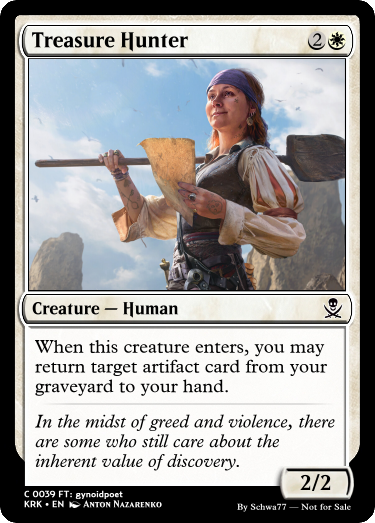 Treasure Hunter 2
Creature — Human
When this creature enters, you may
return target artifact card from your
graveyard to your hand.
In the midst of greed and violence, there
are some who still care about the
inherent value of discovery.
2/2
C 0039 FT: gynoidpoet
KRK • EN Anton Nazarenko
By Schwa77 — Not for Sale